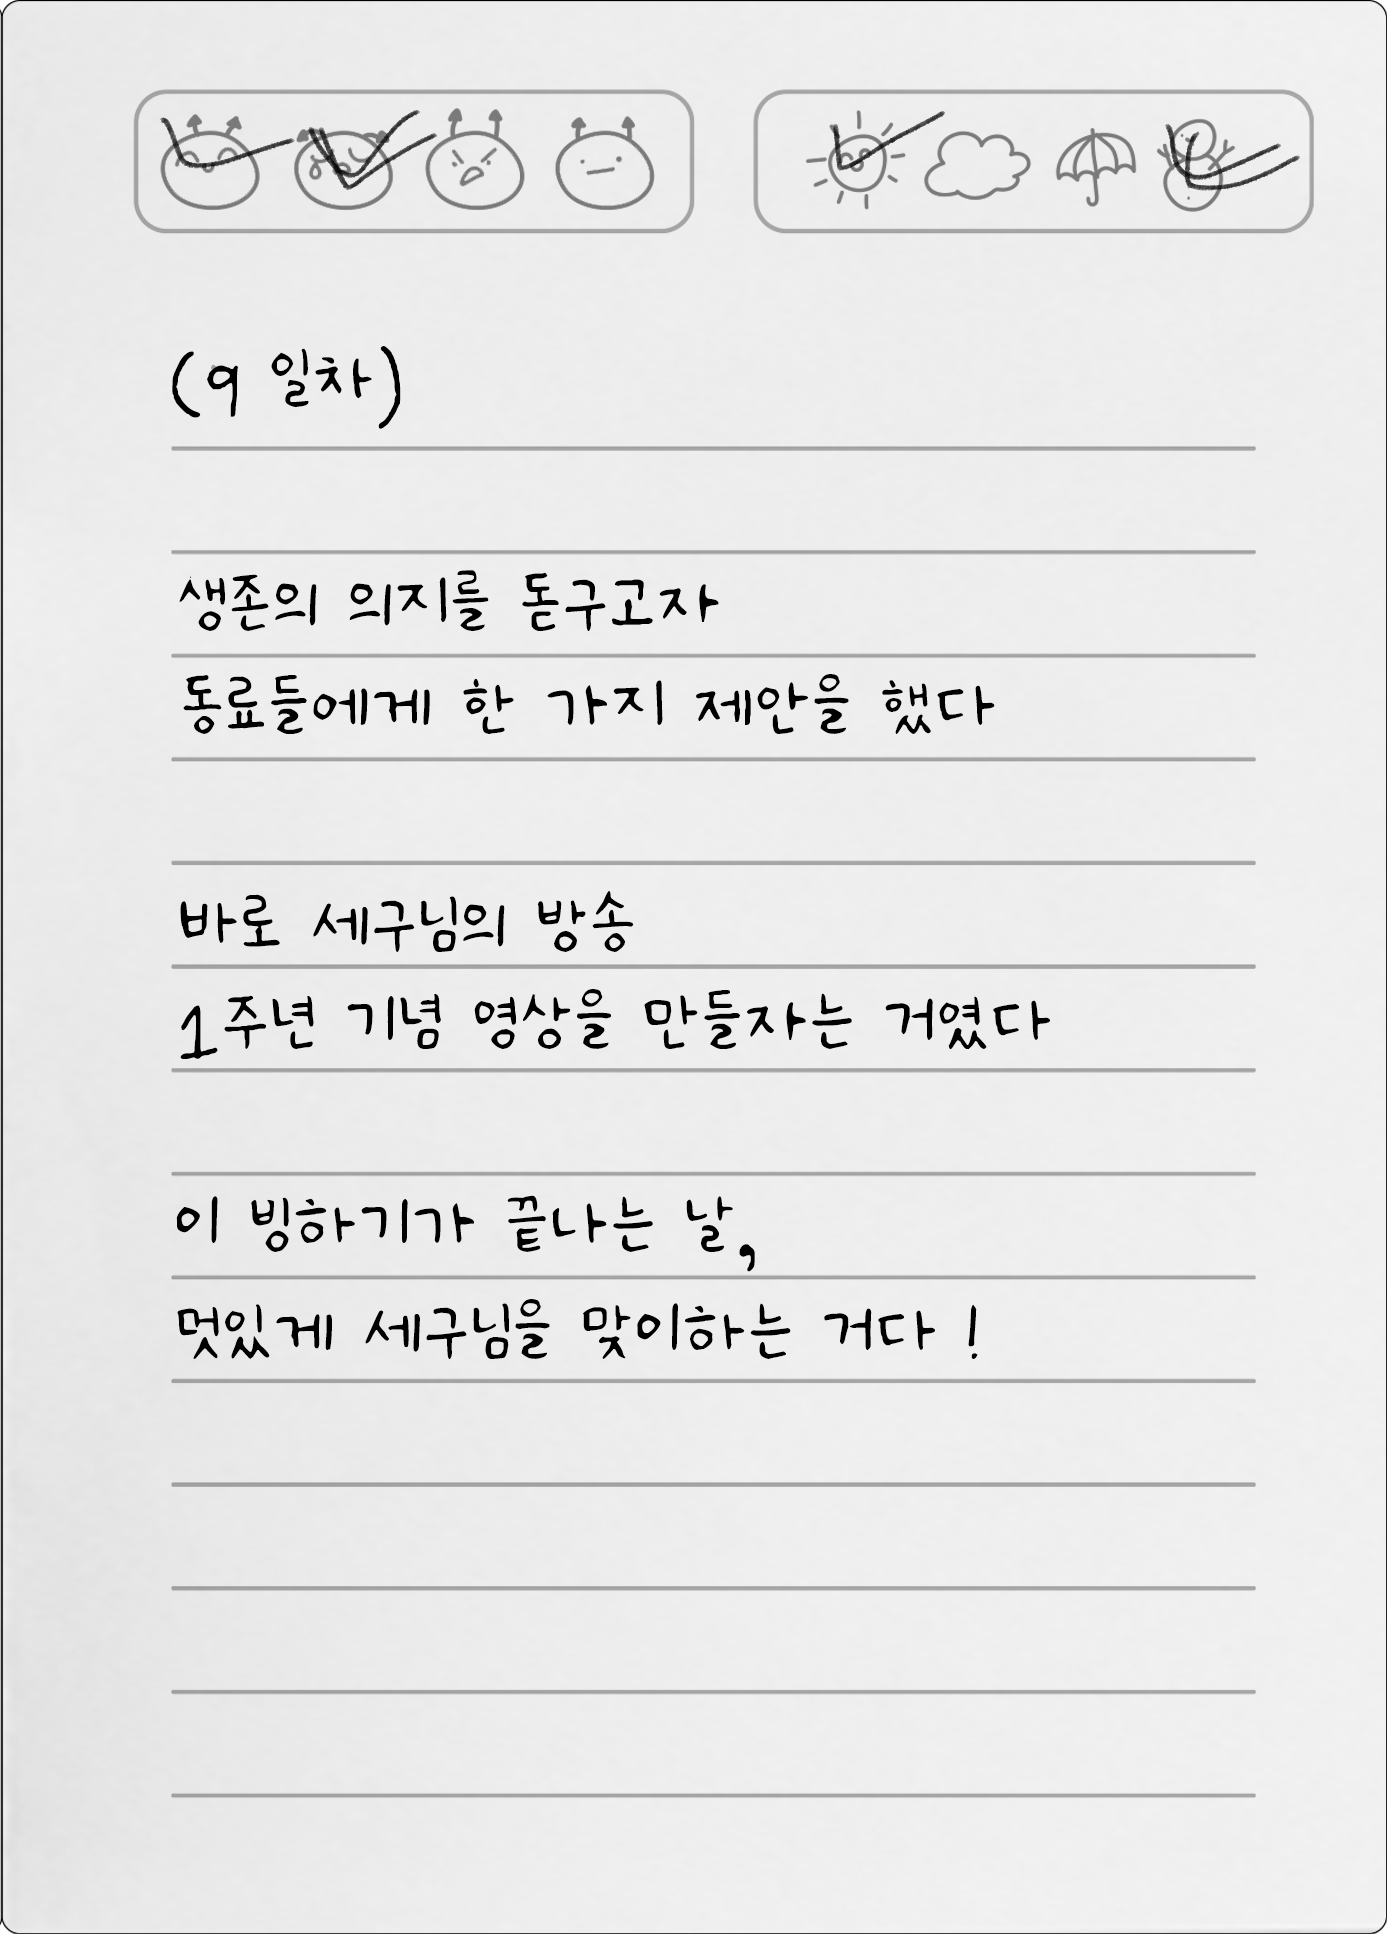 (9 일차)
생존의 의지를 돋구고자
동료들에게 한 가지 제안을 했다
바로 세구님의 방송
1주년 기념 영상을 만들자는 거였다
이 빙하기가 끝나는 날,
멋있게 세구님을 맞이하는 거다!